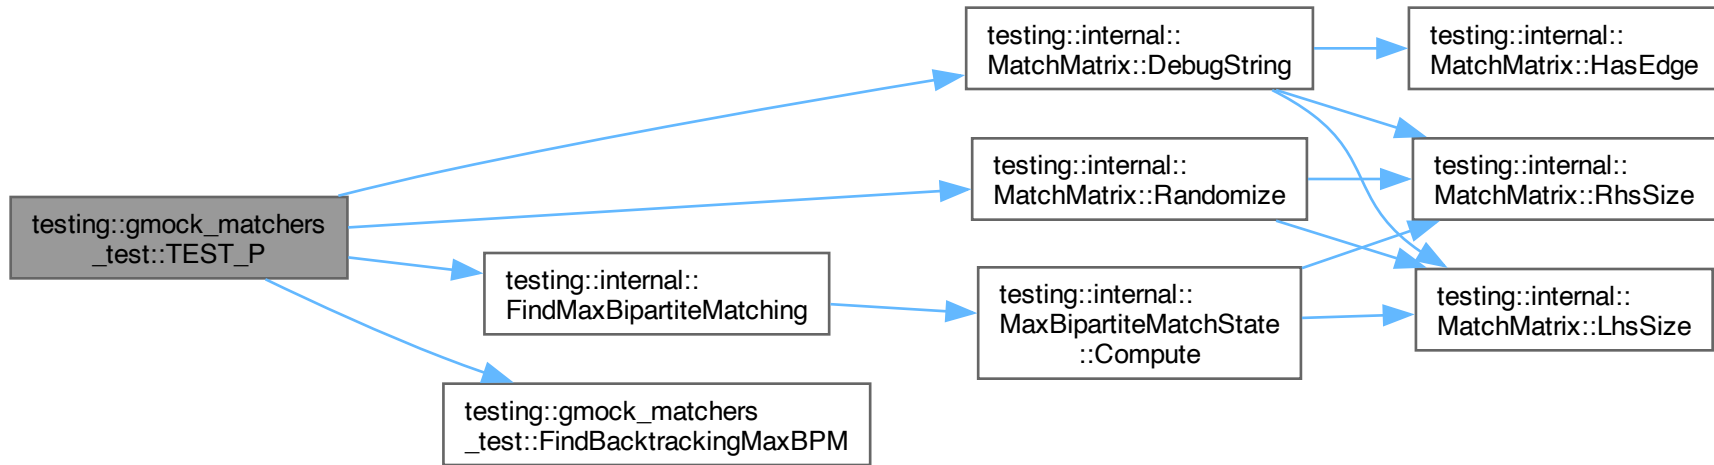 testing::gmock_matchers
_test::TEST_P
testing::internal::
MatchMatrix::DebugString
testing::internal::
MatchMatrix::Randomize
testing::internal::
FindMaxBipartiteMatching
testing::gmock_matchers
_test::FindBacktrackingMaxBPM
testing::internal::
MaxBipartiteMatchState
::Compute
testing::internal::
MatchMatrix::HasEdge
testing::internal::
MatchMatrix::RhsSize
testing::internal::
MatchMatrix::LhsSize